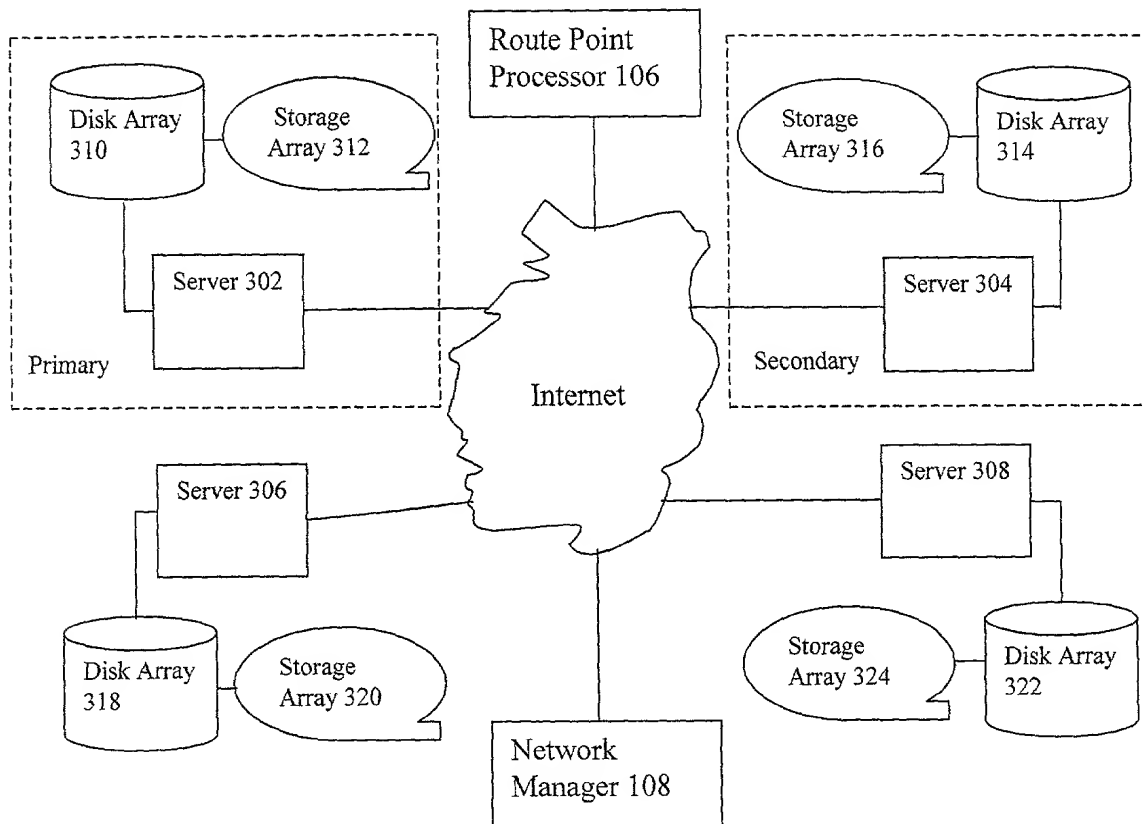 Route Point
Processor 106
Disk Array
310
Storage
Array 312
Storage
Array 316
Disk Array
314
Server 302
Server 304
Primary
Secondary
Internet
Server 306
Server 308
Disk Array
318
Storage
Array 320
Storage
Array 324
Disk Array
322
Network
Manager 108